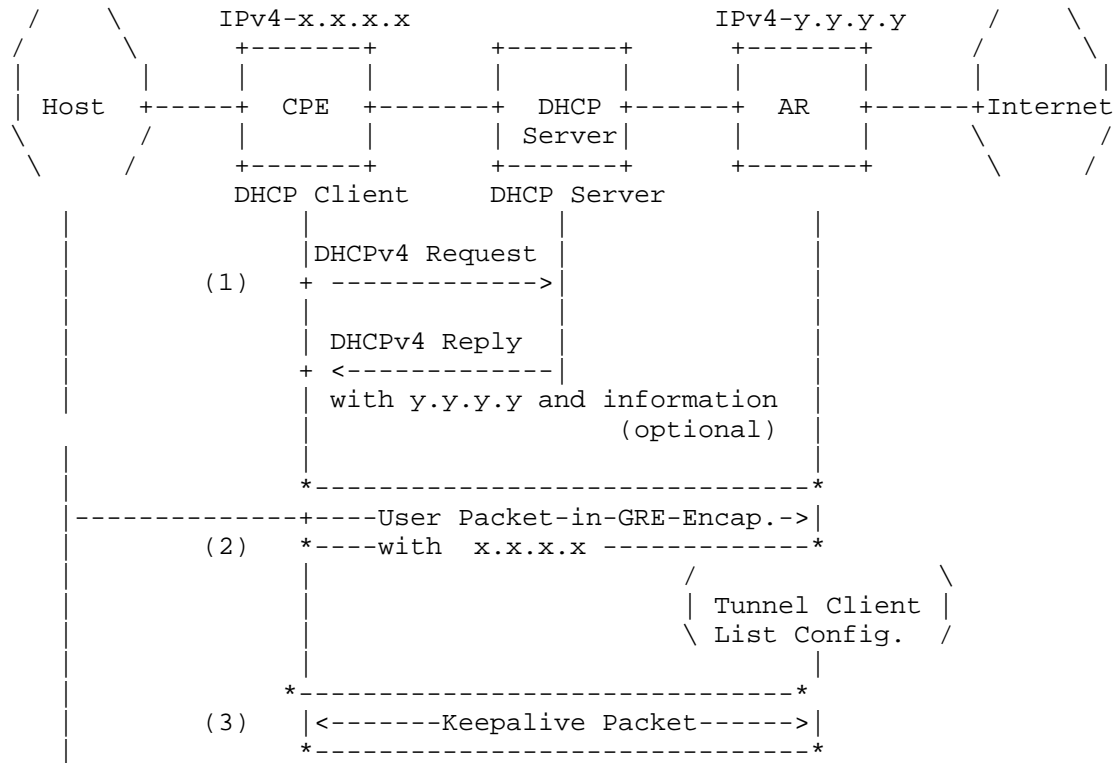 IPv4-x.x.x.x IPv4-y.y.y.y
Host CPE DHCP AR Internet
Server
DHCP Client DHCP Server
DHCPv4 Request
(1)
DHCPv4 Reply
with y.y.y.y and information
(optional)
User Packet-in-GRE-Encap.
(2) with x.x.x.x
Tunnel Client
List Config.
(3) Keepalive Packet